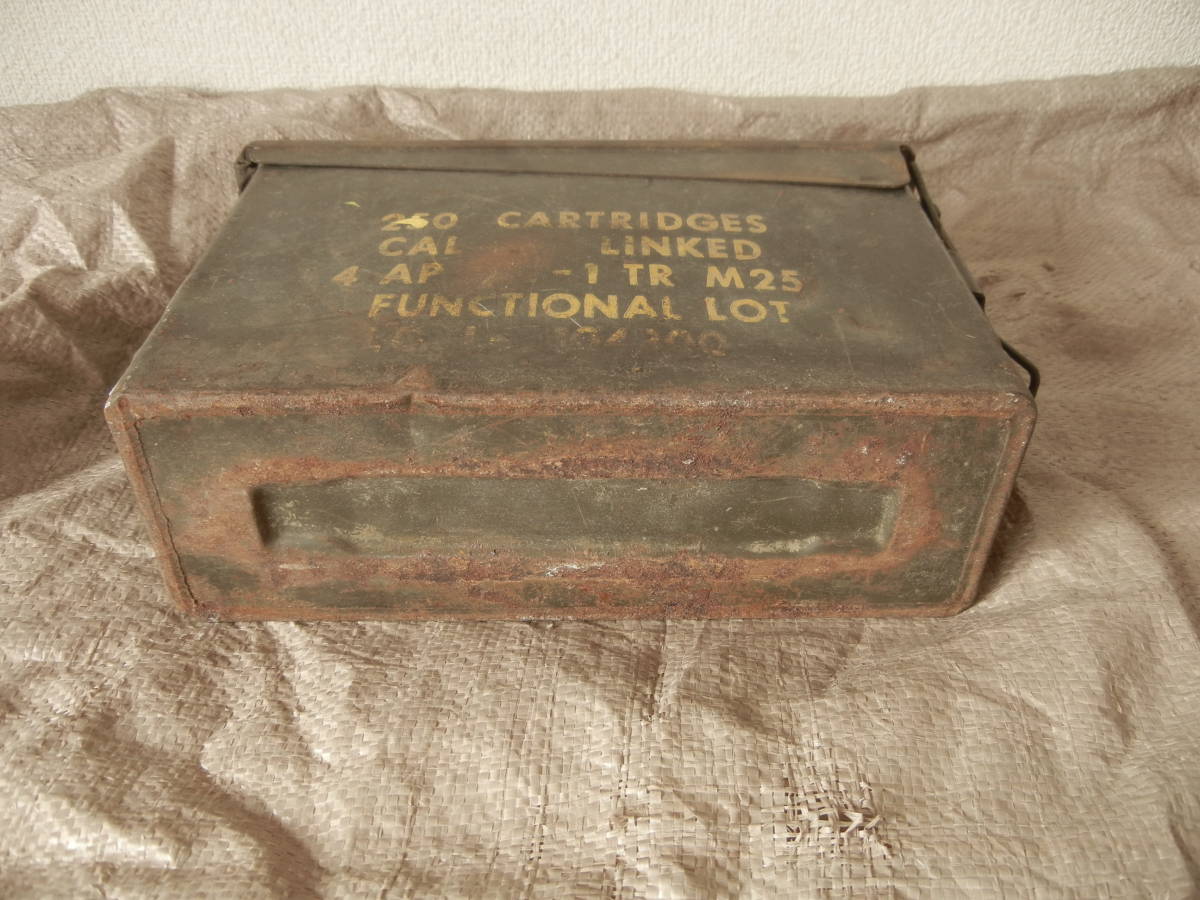 250 CARTRIDGES
CAL LINKED
4 AP -1 TR M25
FUNCTIONAL LOT